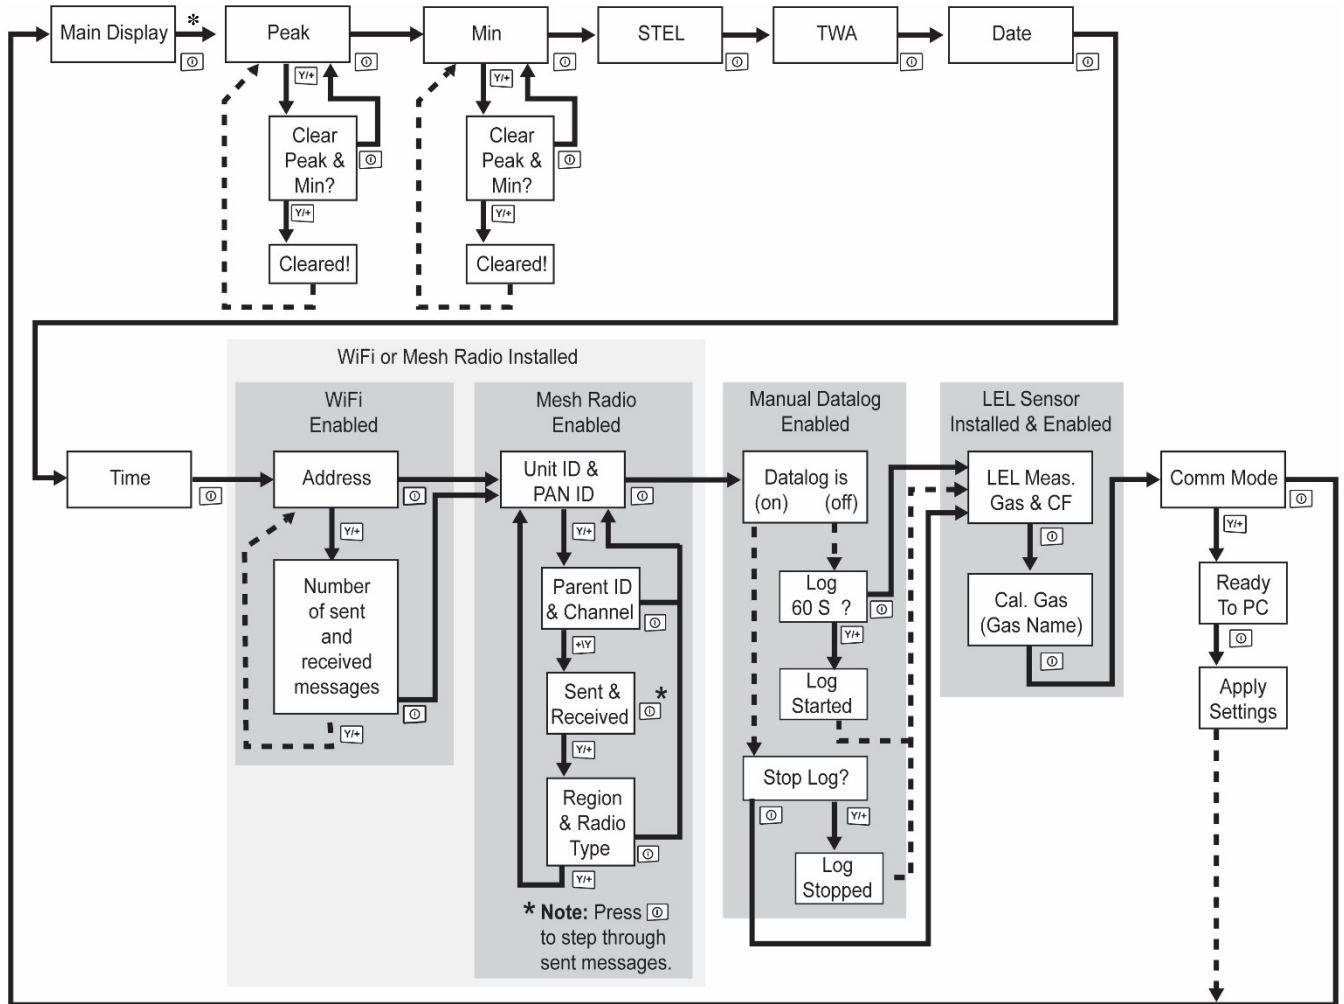 Main Display
*
Peak
Min
STEL
TWA
Date
Y/+
Y/+
Clear
Peak &
Min?
Clear
Peak &
Min?
Y/+
Y/+
Cleared!
Cleared!
WiFi or Mesh Radio Installed
WiFi
Enabled
Mesh Radio
Enabled
Manual Datalog
Enabled
LEL Sensor
Installed & Enabled
Time
Address
Unit ID &
PAN ID
Datalog is
(on) (off)
LEL Meas.
Gas & CF
Comm Mode
Y/+
Y/+
Y/+
Number
of sent
and
received
messages
Parent ID
& Channel
Log
60 S ?
Cal. Gas
(Gas Name)
Ready
To PC
+\Y
Y/+
Sent &
Received
*
Log
Started
Apply
Settings
Y/+
Y/+
Region
& Radio
Type
Stop Log?
Y/+
Y/+
Log
Stopped
* Note: Press
to step through
sent messages.